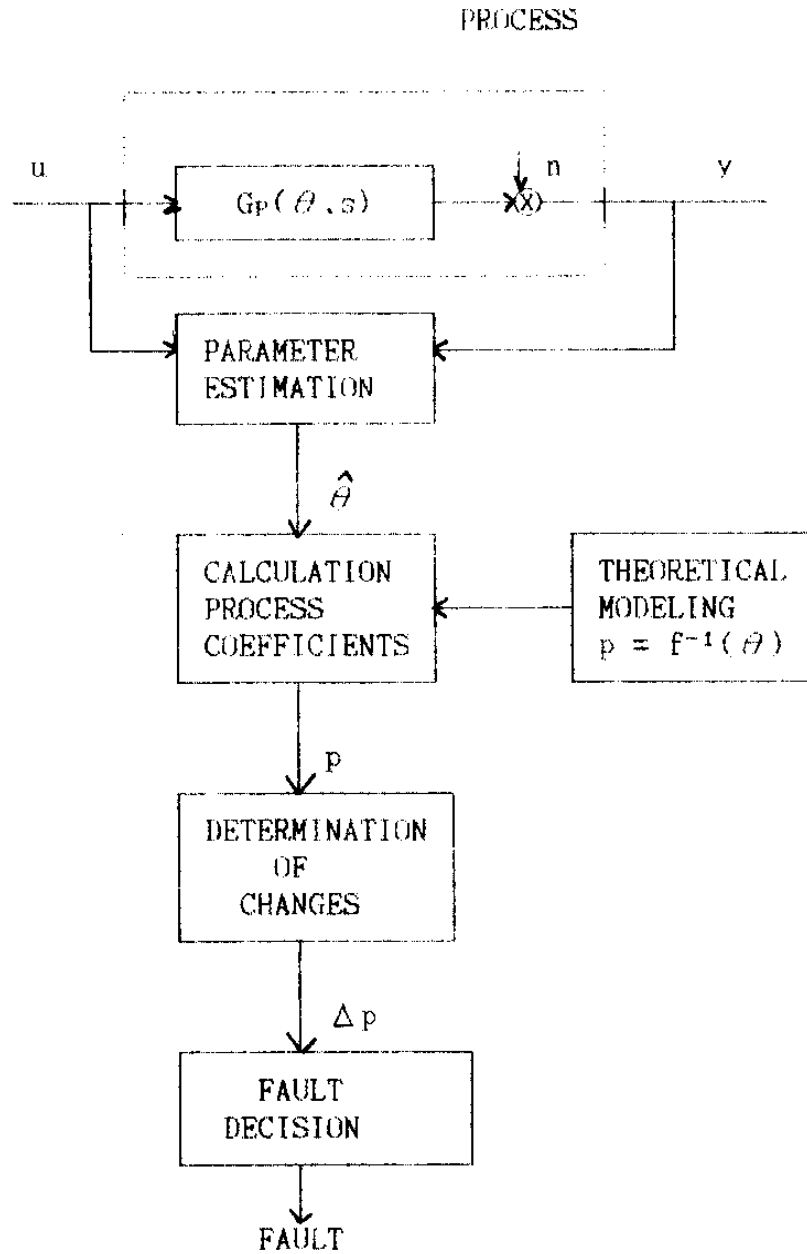 PROCESS
u
n
y
Gp(θ.s)
(X)
PARAMETER
ESTIMATION
θ̂
CALCULATION
PROCESS
COEFFICIENTS
THEORETICAL
MODELING
p = f⁻¹(θ)
p
DETERMINATION
OF
CHANGES
Δp
FAULT
DECISION
FAULT